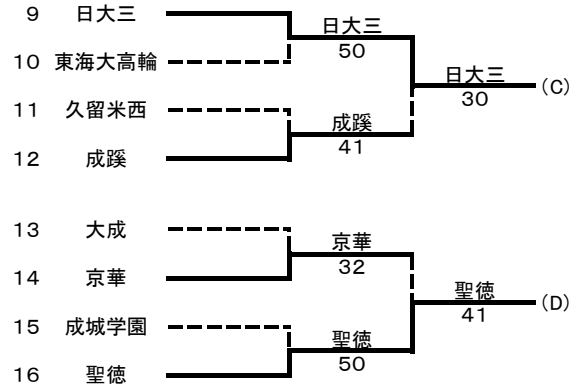 9 日大三
日大三
50
10 東海大高輪
日大三
30
(C)
11 久留米西
成蹊
41
12 成蹊
13 大成
京華
32
14 京華
聖徳
41
(D)
15 成城学園
聖徳
50
16 聖徳